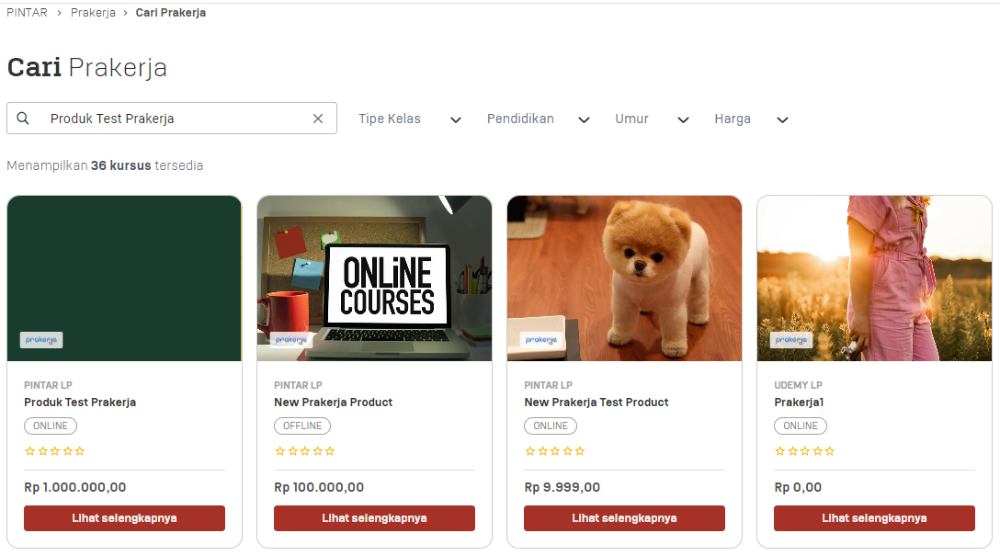 PINTAR > Prakerja > Cari Prakerja
Cari Prakerja
Produk Test Prakerja
Tipe Kelas
Pendidikan
Umur
Harga
Menampilkan 36 kursus tersedia
prakerja
PINTAR LP
Produk Test Prakerja
ONLINE
Rp 1.000.000,00
Lihat selengkapnya
ONLiNE
COURSES
prakerja
PINTAR LP
New Prakerja Product
OFFLINE
Rp 100.000,00
Lihat selengkapnya
prakerja
PINTAR LP
New Prakerja Test Product
ONLINE
Rp 9.999,00
Lihat selengkapnya
prakerja
UDEMY LP
Prakerja1
ONLINE
Rp 0,00
Lihat selengkapnya